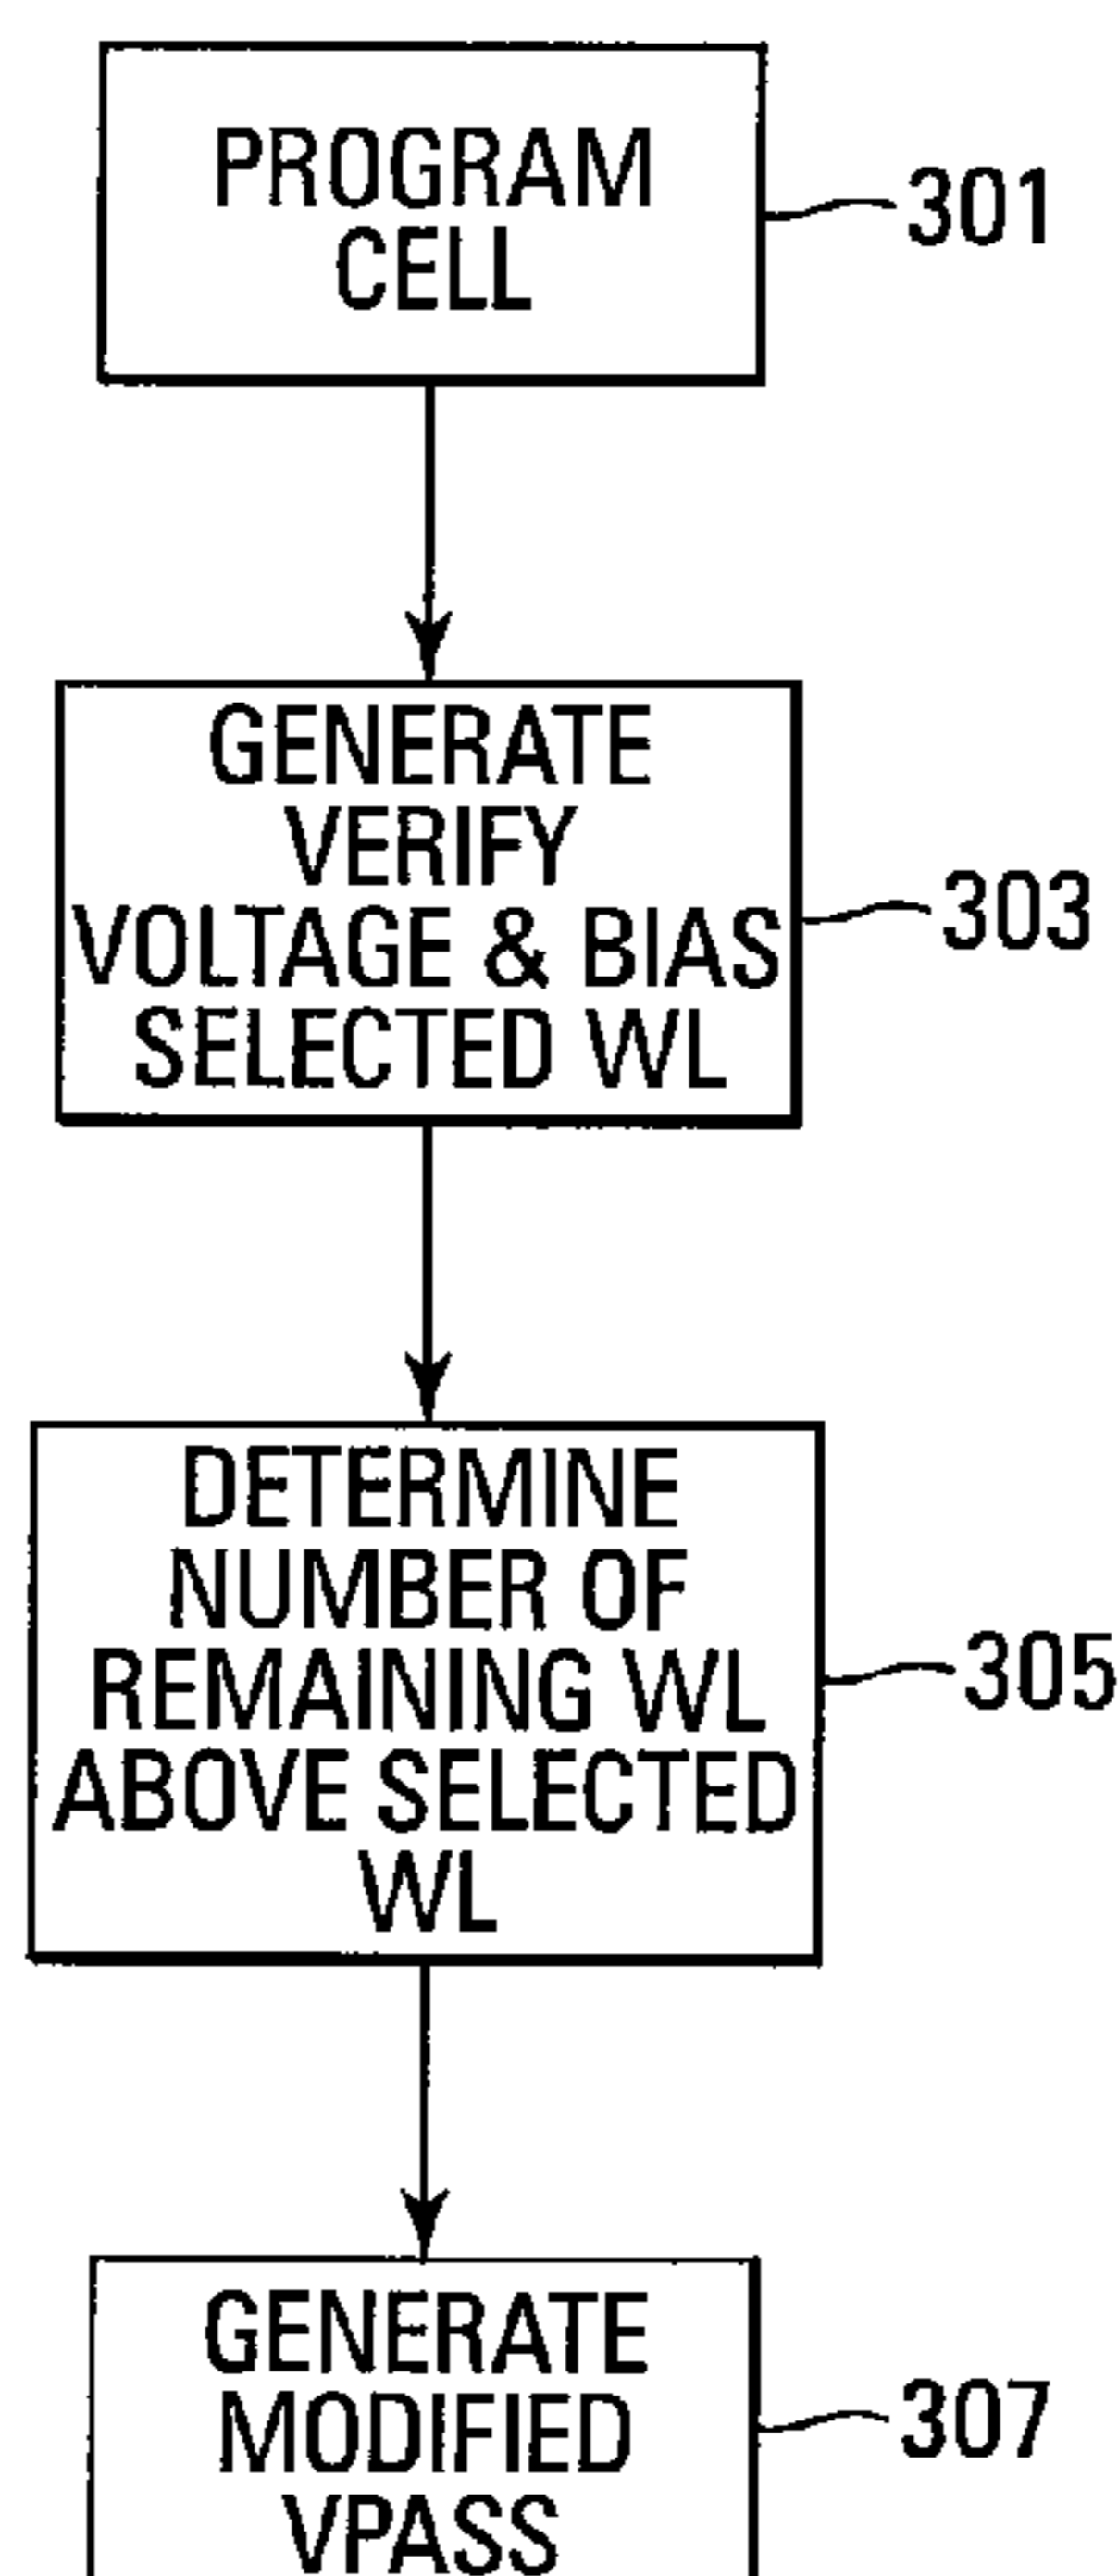 PROGRAM
CELL
301
GENERATE
VERIFY
VOLTAGE & BIAS
SELECTED WL
303
DETERMINE
NUMBER OF
REMAINING WL
ABOVE SELECTED
WL
305
GENERATE
MODIFIED
VPASS
307